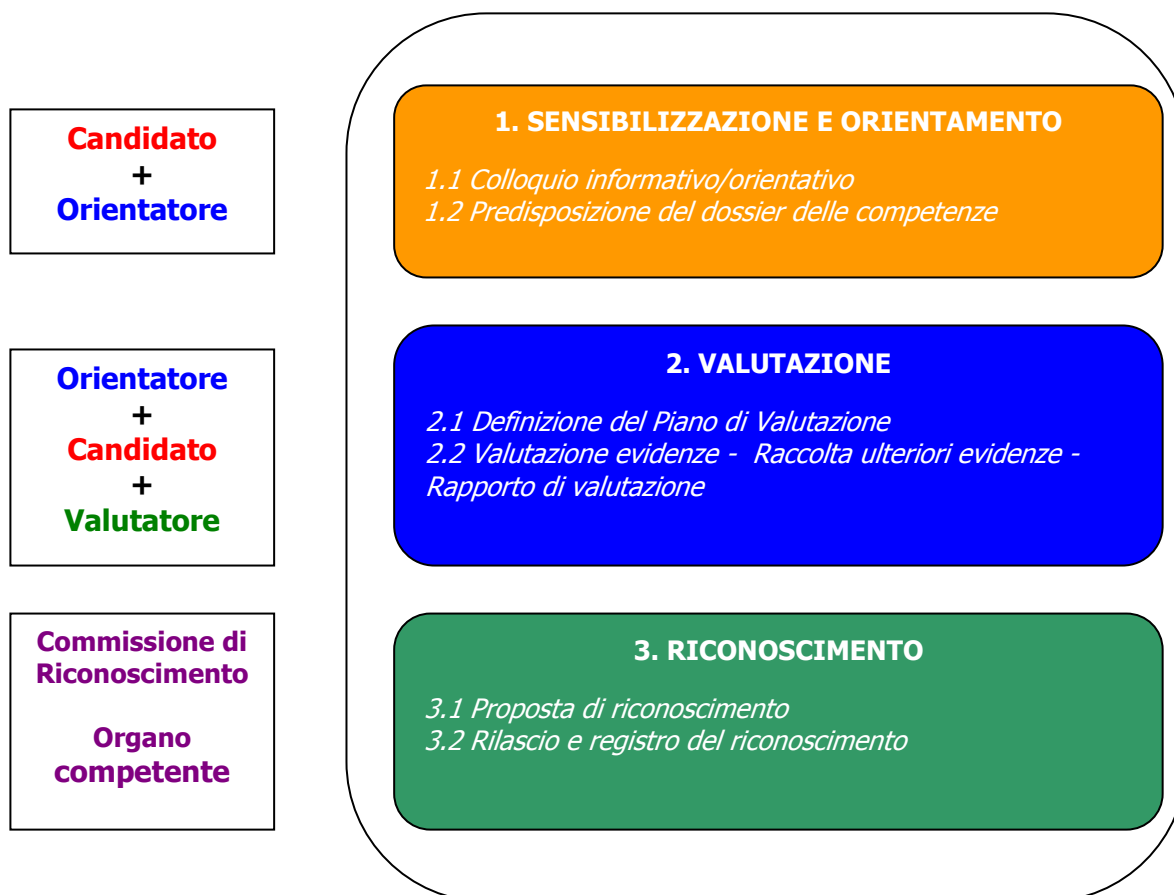 Candidato
+
Orientatore
1. SENSIBILIZZAZIONE E ORIENTAMENTO
1.1 Colloquio informativo/orientativo
1.2 Predisposizione del dossier delle competenze
Orientatore
+
Candidato
+
Valutatore
2. VALUTAZIONE
2.1 Definizione del Piano di Valutazione
2.2 Valutazione evidenze - Raccolta ulteriori evidenze -
Rapporto di valutazione
Commissione di
Riconoscimento
Organo
competente
3. RICONOSCIMENTO
3.1 Proposta di riconoscimento
3.2 Rilascio e registro del riconoscimento